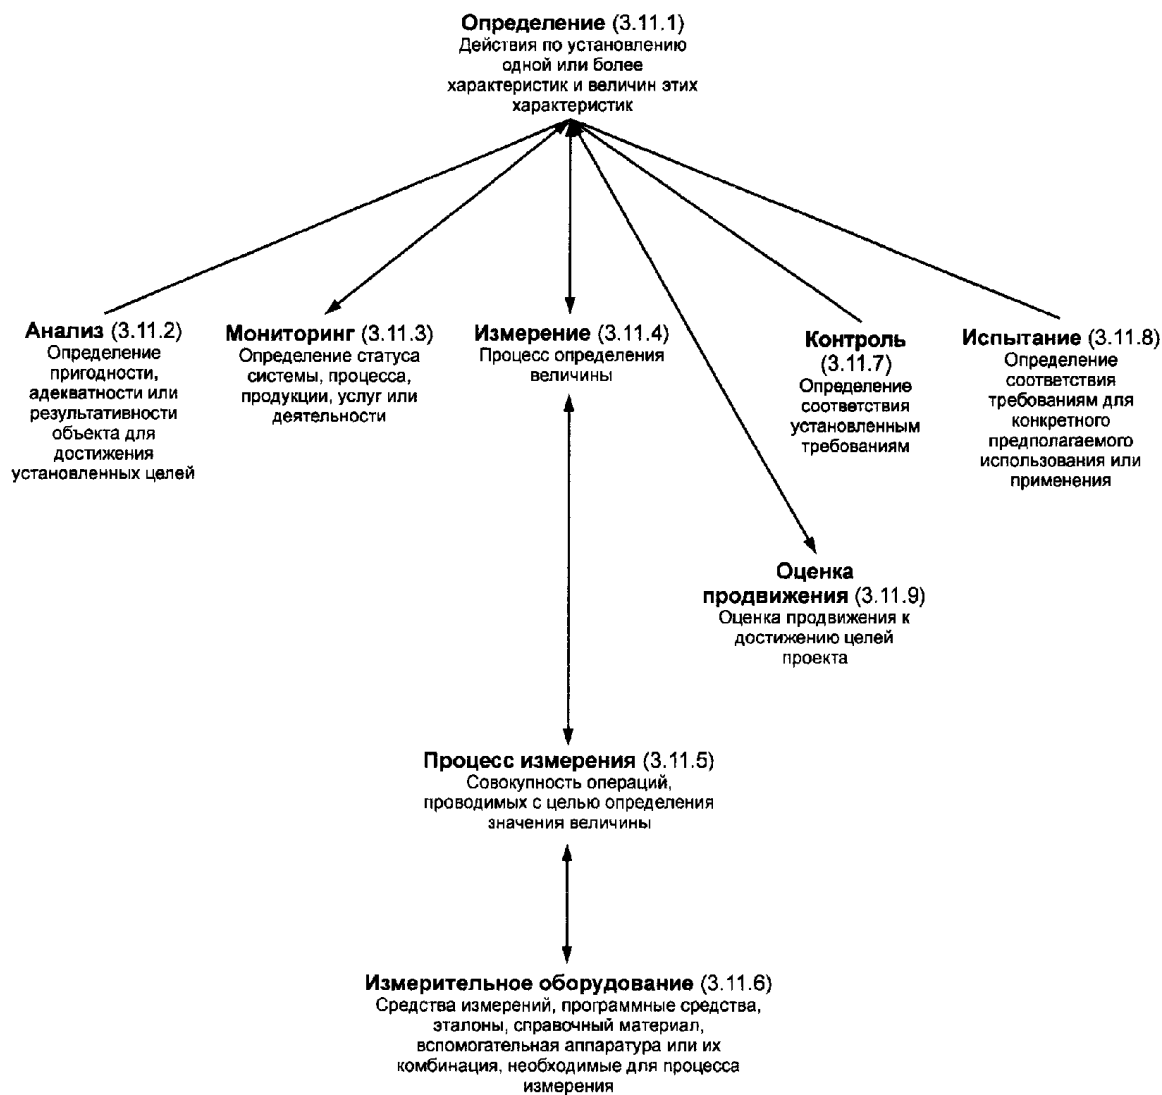 Определение (3.11.1)
Действия по установлению
одной или более
характеристик и величин этих
характеристик
Анализ (3.11.2)
Определение
пригодности,
адекватности или
результативности
объекта для
достижения
установленных целей
Мониторинг (3.11.3)
Определение статуса
системы, процесса,
продукции, услуг или
деятельности
Измерение (3.11.4)
Процесс определения
величины
Контроль
(3.11.7)
Определение
соответствия
установленным
требованиям
Испытание (3.11.8)
Определение
соответствия
требованиям для
конкретного
предполагаемого
использования или
применения
Оценка
продвижения (3.11.9)
Оценка продвижения к
достижению целей
проекта
Процесс измерения (3.11.5)
Совокупность операций,
проводимых с целью определения
значения величины
Измерительное оборудование (3.11.6)
Средства измерений, программные средства,
эталоны, справочный материал,
вспомогательная аппаратура или их
комбинация, необходимые для процесса
измерения